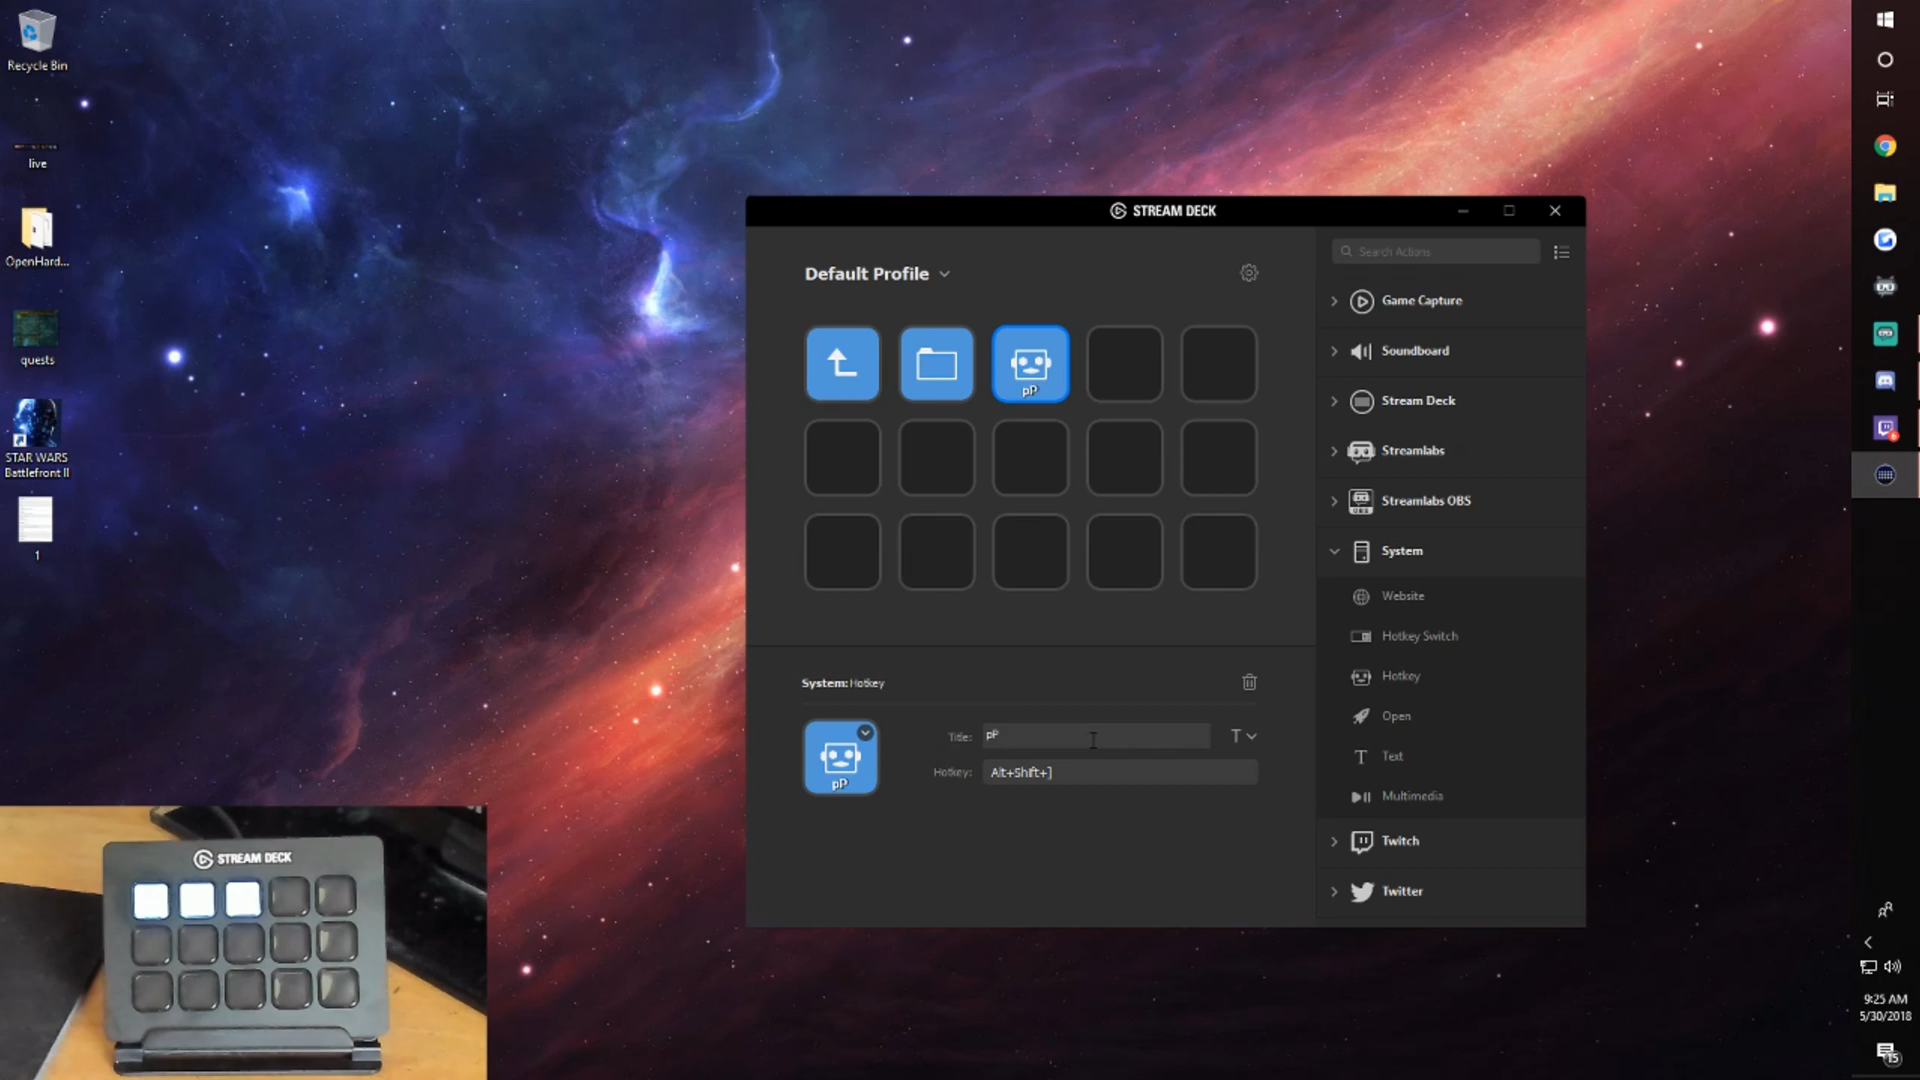 Recycle Bin
live
OpenHard...
quests
STAR WARS
Battlefront II
1
STREAM DECK
Default Profile
pP
Search Actions
Game Capture
Soundboard
Stream Deck
Streamlabs
Streamlabs OBS
System
Website
Hotkey Switch
Hotkey
Open
Text
Multimedia
Twitch
Twitter
System: Hotkey
pP
Title: pP
T
Hotkey: Alt+Shift+]
STREAM DECK
9:25 AM
5/30/2018
15